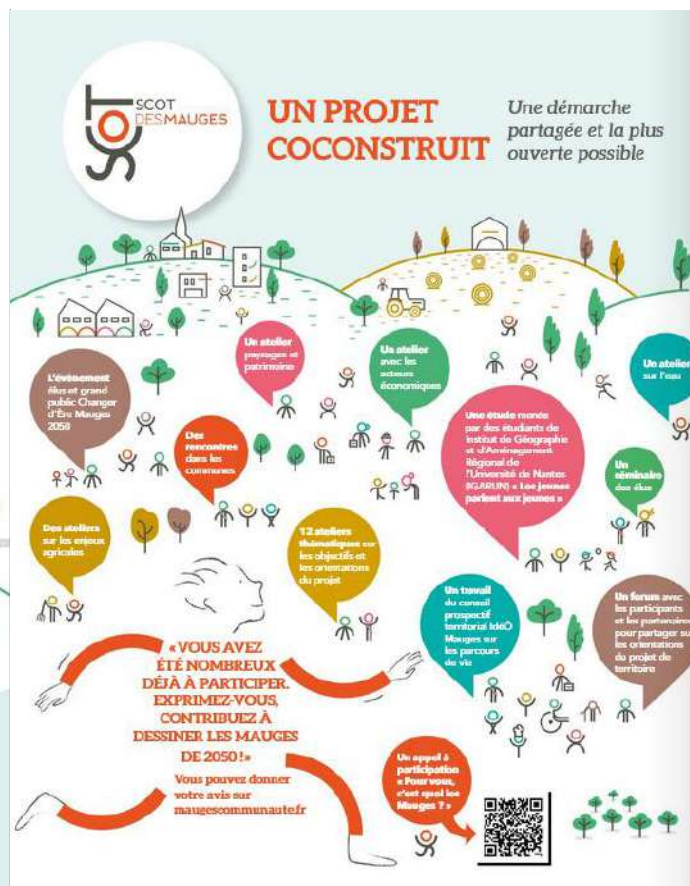 SCOT
DES MAUGES
UN PROJET
COCONSTRUIT
Une démarche
partagée et la plus
ouverte possible
L'évènement
élus et grand
public Changer
d'Ère Mauges
2050
Un atelier
paysages et
patrimoine
Un atelier
avec les
acteurs
économiques
Un atelier
sur l'eau
Des
rencontres
dans les
communes
Une étude menée
par des étudiants de
Institut de Géographie
et d'Aménagement
Régional de
l'Université de Nantes
(IGARUN) « Les jeunes
parlent aux jeunes »
Un
séminaire
des élus
Des ateliers
sur les enjeux
agricoles
12 ateliers
thématiques sur
les objectifs et
les orientations
du projet
Un travail
du conseil
prospectif
territorial IdéO
Mauges sur
les parcours
de vie
Un forum avec
les participants
et les partenaires
pour partager sur
les orientations
du projet de
territoire
« VOUS AVEZ
ÉTÉ NOMBREUX
DÉJÀ À PARTICIPER.
EXPRIMEZ-VOUS,
CONTRIBUEZ À
DESSINER LES MAUGES
DE 2050 ! »
Vous pouvez donner
votre avis sur
maugescommunaute.fr
Un appel à
participation
« Pour vous,
c'est quoi les
Mauges ? »